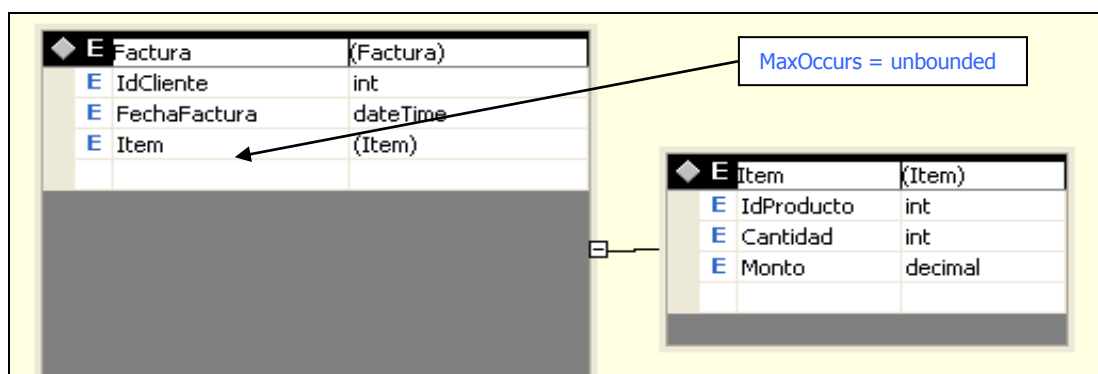 E Factura (Factura)
E IdCliente int
E FechaFactura dateTime
E Item (Item)
MaxOccurs = unbounded
E Item (Item)
E IdProducto int
E Cantidad int
E Monto decimal